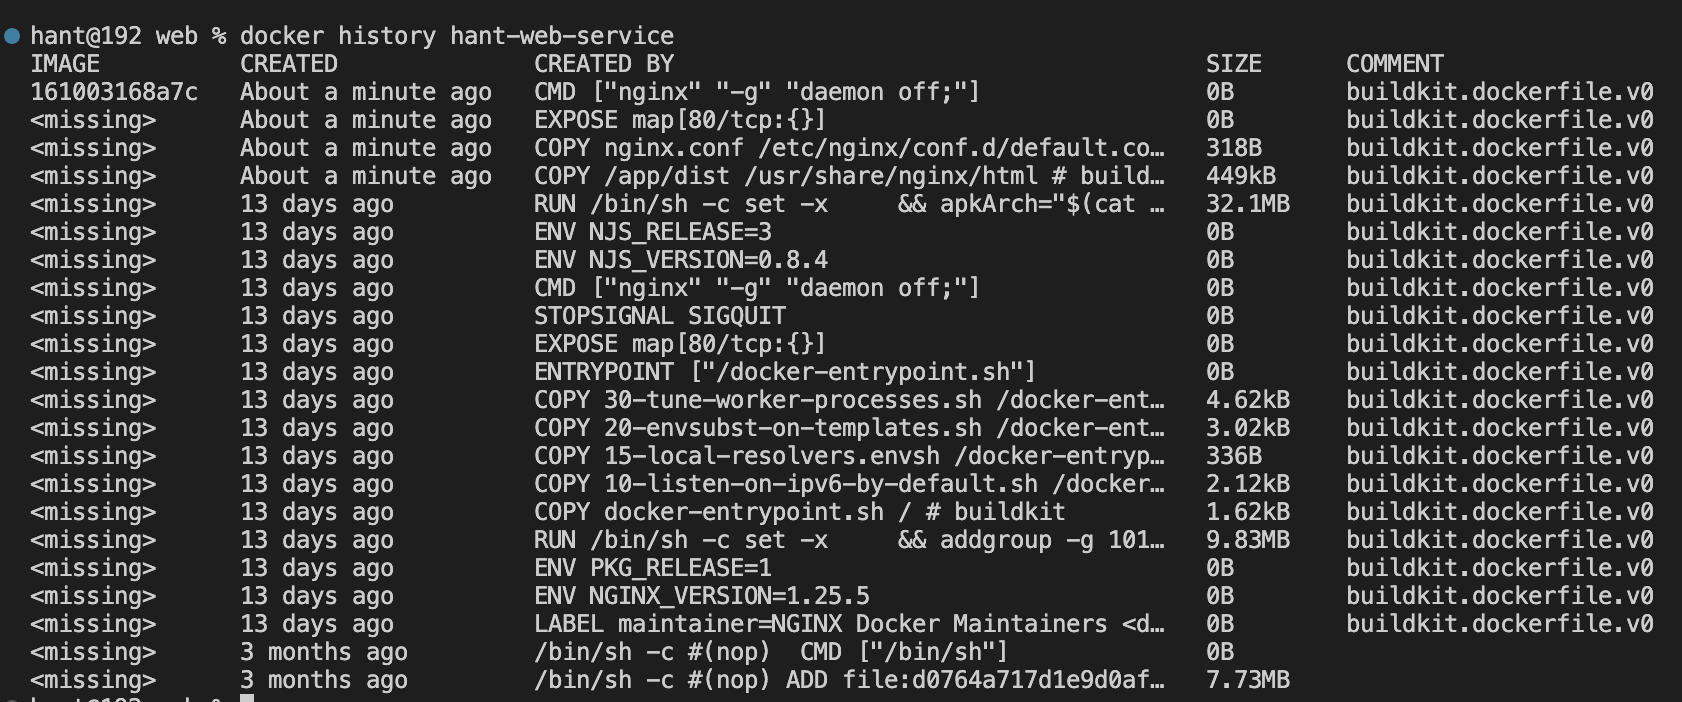 hant@192 web % docker history hant-web-service
IMAGE CREATED CREATED BY SIZE COMMENT
161003168a7c About a minute ago CMD ["nginx" "-g" "daemon off;"] 0B buildkit.dockerfile.v0
<missing> About a minute ago EXPOSE map[80/tcp:{}] 0B buildkit.dockerfile.v0
<missing> About a minute ago COPY nginx.conf /etc/nginx/conf.d/default.co… 318B buildkit.dockerfile.v0
<missing> About a minute ago COPY /app/dist /usr/share/nginx/html # build… 449kB buildkit.dockerfile.v0
<missing> 13 days ago RUN /bin/sh -c set -x && apkArch="$(cat … 32.1MB buildkit.dockerfile.v0
<missing> 13 days ago ENV NJS_RELEASE=3 0B buildkit.dockerfile.v0
<missing> 13 days ago ENV NJS_VERSION=0.8.4 0B buildkit.dockerfile.v0
<missing> 13 days ago CMD ["nginx" "-g" "daemon off;"] 0B buildkit.dockerfile.v0
<missing> 13 days ago STOPSIGNAL SIGQUIT 0B buildkit.dockerfile.v0
<missing> 13 days ago EXPOSE map[80/tcp:{}] 0B buildkit.dockerfile.v0
<missing> 13 days ago ENTRYPOINT ["/docker-entrypoint.sh"] 0B buildkit.dockerfile.v0
<missing> 13 days ago COPY 30-tune-worker-processes.sh /docker-ent… 4.62kB buildkit.dockerfile.v0
<missing> 13 days ago COPY 20-envsubst-on-templates.sh /docker-ent… 3.02kB buildkit.dockerfile.v0
<missing> 13 days ago COPY 15-local-resolvers.envsh /docker-entryp… 336B buildkit.dockerfile.v0
<missing> 13 days ago COPY 10-listen-on-ipv6-by-default.sh /docker… 2.12kB buildkit.dockerfile.v0
<missing> 13 days ago COPY docker-entrypoint.sh / # buildkit 1.62kB buildkit.dockerfile.v0
<missing> 13 days ago RUN /bin/sh -c set -x && addgroup -g 101… 9.83MB buildkit.dockerfile.v0
<missing> 13 days ago ENV PKG_RELEASE=1 0B buildkit.dockerfile.v0
<missing> 13 days ago ENV NGINX_VERSION=1.25.5 0B buildkit.dockerfile.v0
<missing> 13 days ago LABEL maintainer=NGINX Docker Maintainers <d… 0B buildkit.dockerfile.v0
<missing> 3 months ago /bin/sh -c #(nop) CMD ["/bin/sh"] 0B
<missing> 3 months ago /bin/sh -c #(nop) ADD file:d0764a717d1e9d0af… 7.73MB